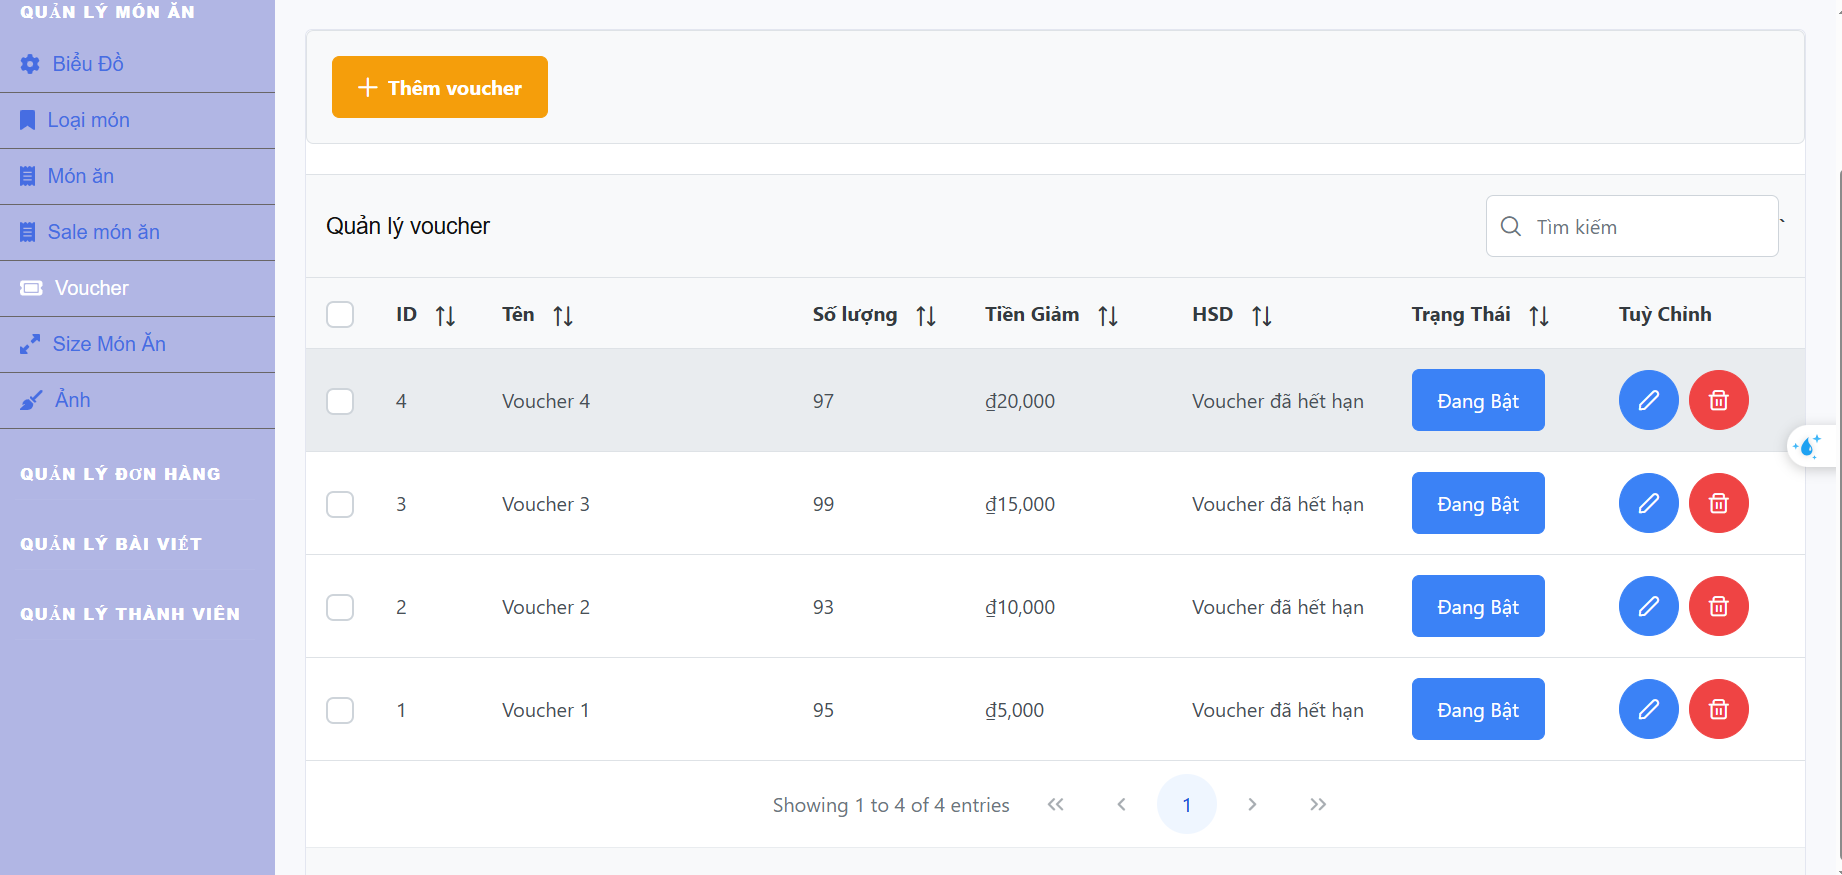 QUẢN LÝ MÓN ĂN
Biểu Đồ
Loại món
Món ăn
Sale món ăn
Voucher
Size Món Ăn
Ảnh
QUẢN LÝ ĐƠN HÀNG
QUẢN LÝ BÀI VIẾT
QUẢN LÝ THÀNH VIÊN
Thêm voucher
Quản lý voucher
Tìm kiếm `
ID Tên Số lượng Tiền Giảm HSD Trạng Thái Tuỳ Chỉnh
4 Voucher 4 97 ₫20,000 Voucher đã hết hạn Đang Bật
3 Voucher 3 99 ₫15,000 Voucher đã hết hạn Đang Bật
2 Voucher 2 93 ₫10,000 Voucher đã hết hạn Đang Bật
1 Voucher 1 95 ₫5,000 Voucher đã hết hạn Đang Bật
Showing 1 to 4 of 4 entries 1